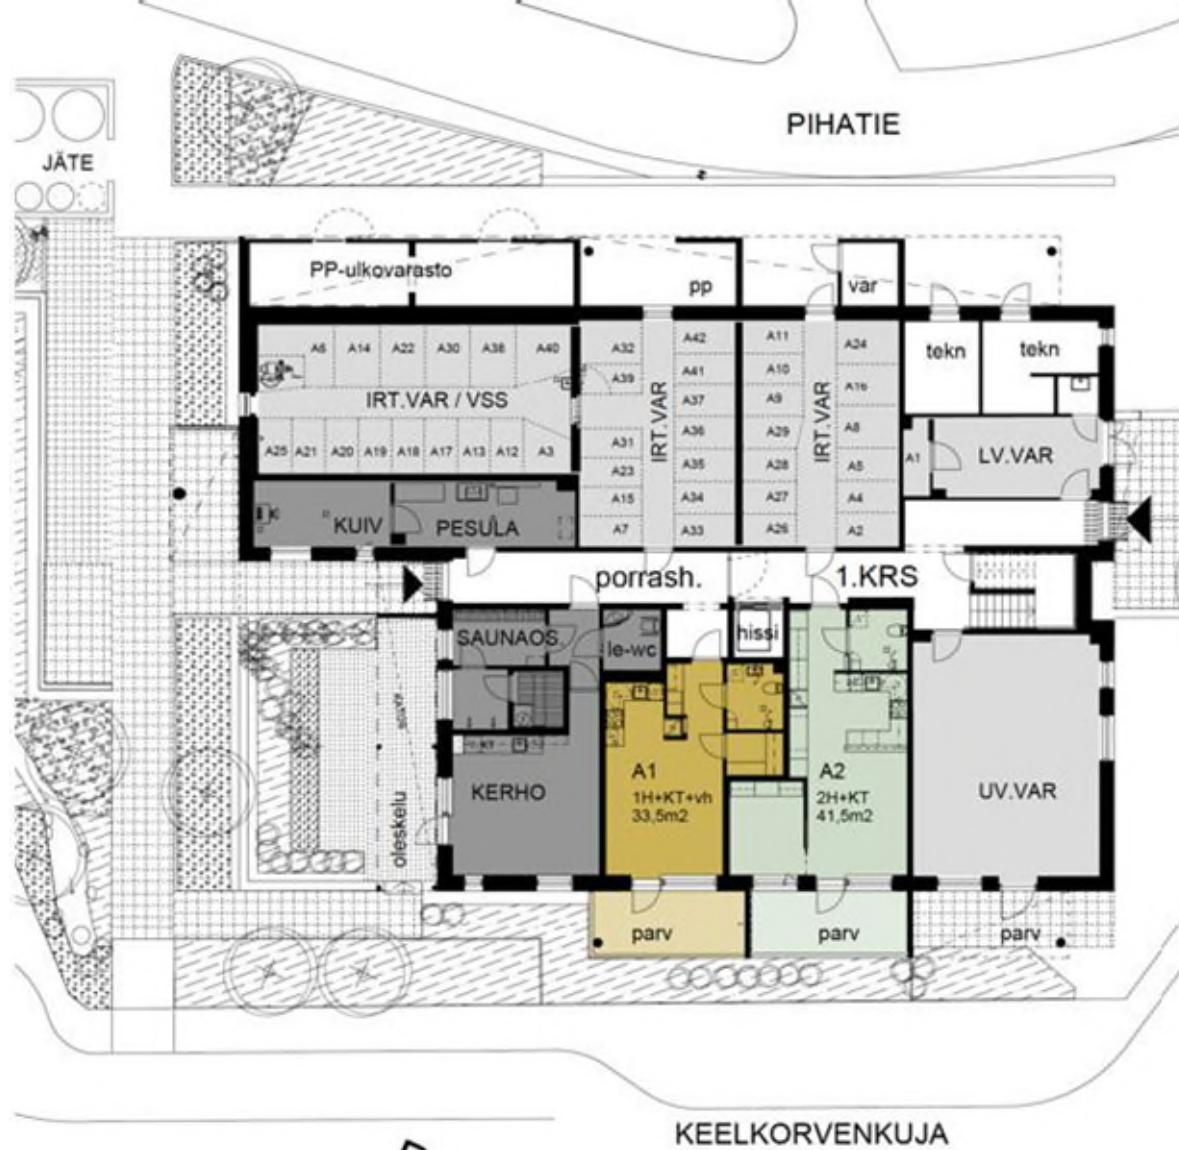 PIHATIE
JÄTE
PP-ulkovarasto
pp
var
A6 A14 A22 A30 A38 A40
IRT.VAR / VSS
A25 A21 A20 A19 A18 A17 A13 A12 A3
A32
A39
A31
A23
A15
A7
IRT.VAR
A42
A41
A37
A36
A35
A34
A33
A11
A10
A9
A29
A28
A27
A26
IRT.VAR
A24
A16
A8
A5
A4
A2
tekn
tekn
A1
LV.VAR
KUIV
PESULA
porrash.
1.KRS
SAUNAOS.
le-wc
hissi
KT
KERHO
oleskelu
A1
1H+KT+vh
33,5m2
A2
2H+KT
41,5m2
UV.VAR
parv
parv
parv
KEELKORVENKUJA